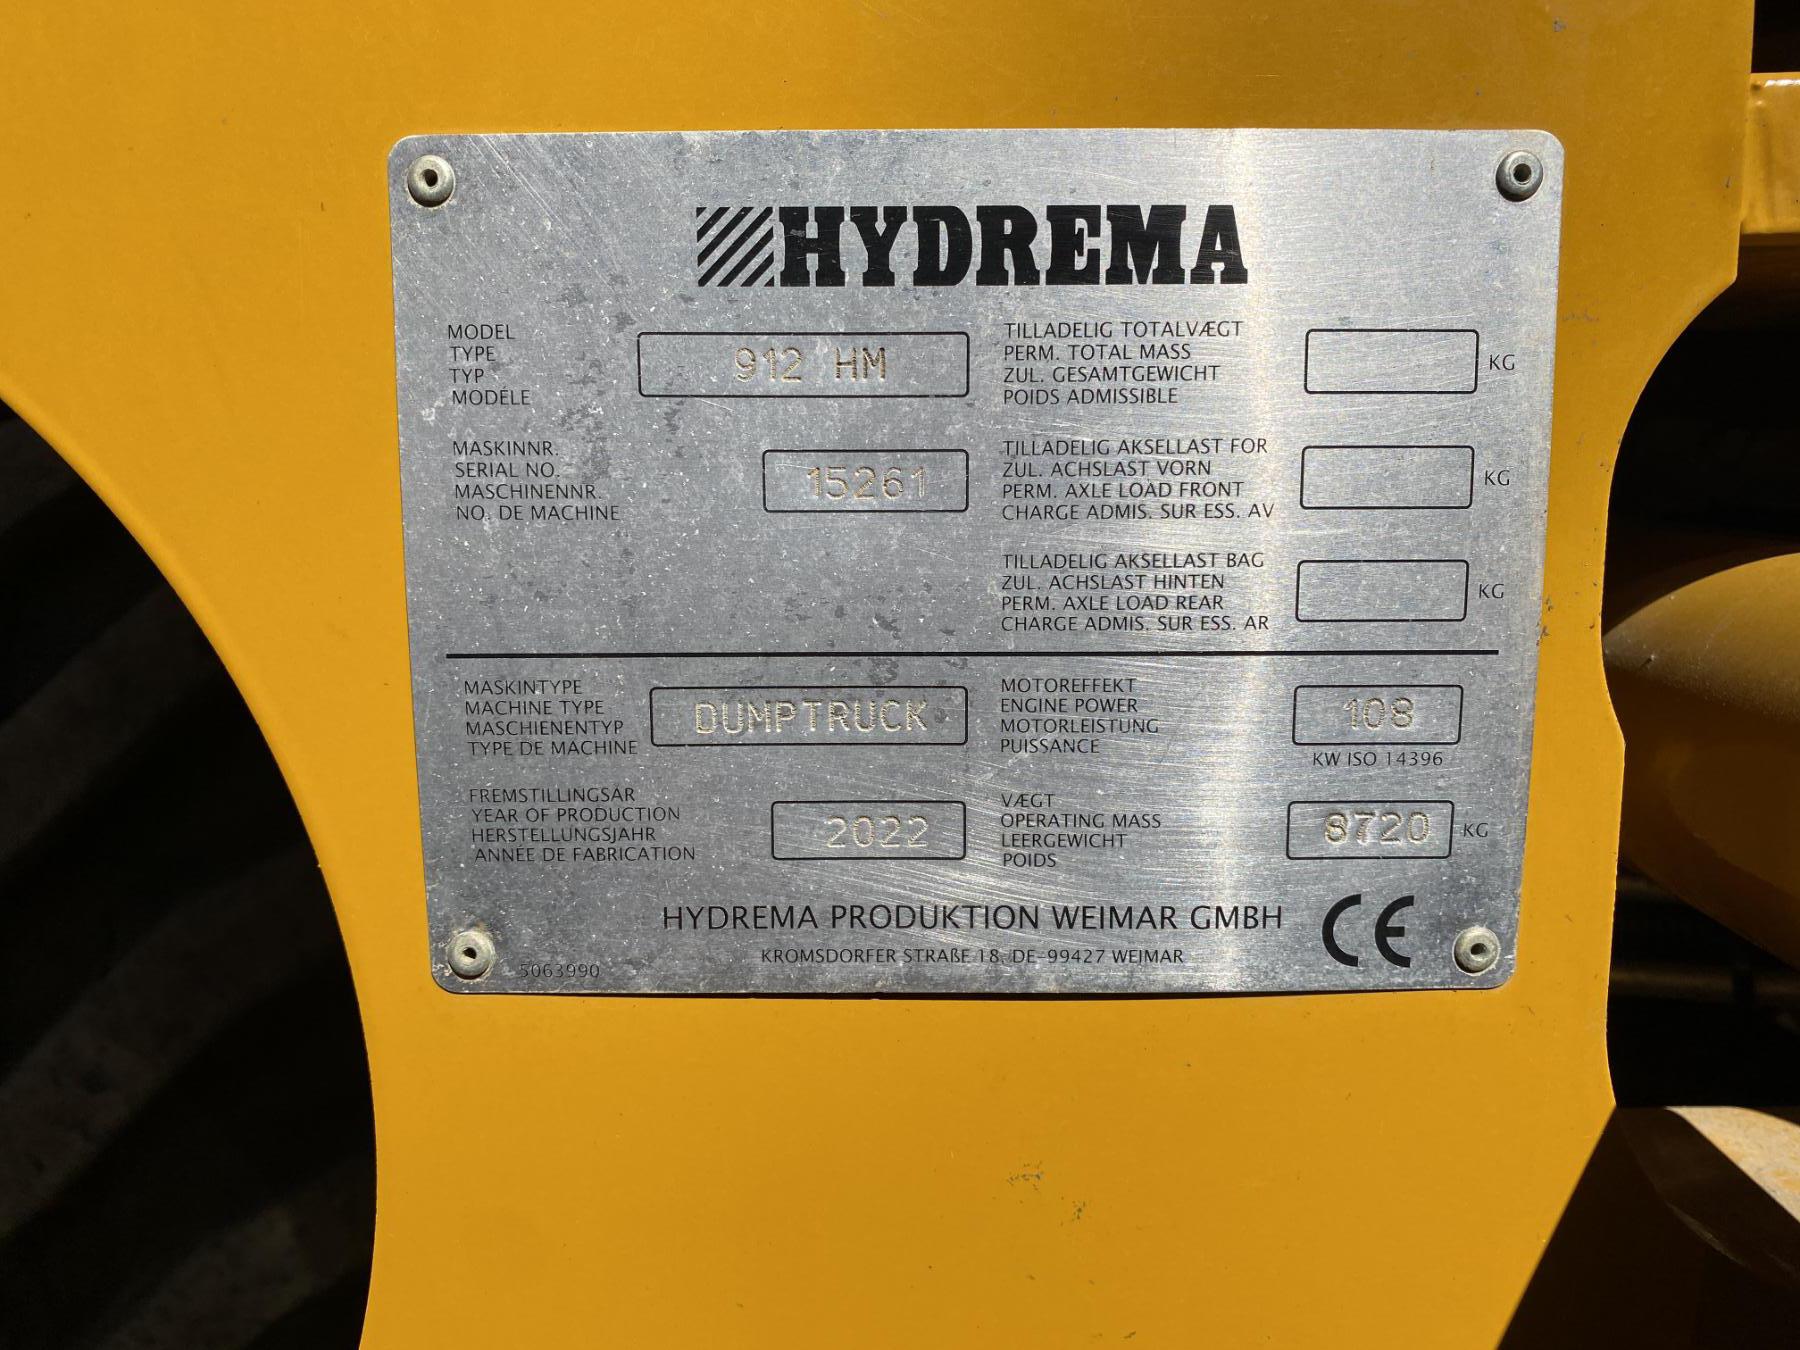 HYDREMA
MODEL
TYPE
TYP
MODÉLE
912 HM
TILLADELIG TOTALVÆGT
PERM. TOTAL MASS
ZUL. GESAMTGEWICHT
POIDS ADMISSIBLE
KG
MASKINNR.
SERIAL NO.
MASCHINENNR.
NO. DE MACHINE
15261
TILLADELIG AKSELLAST FOR
ZUL. ACHSLAST VORN
PERM. AXLE LOAD FRONT
CHARGE ADMIS. SUR ESS. AV
KG
TILLADELIG AKSELLAST BAG
ZUL. ACHSLAST HINTEN
PERM. AXLE LOAD REAR
CHARGE ADMIS. SUR ESS. AR
KG
MASKINTYPE
MACHINE TYPE
MASCHIENENTYP
TYPE DE MACHINE
DUMPTRUCK
MOTOREFFEKT
ENGINE POWER
MOTORLEISTUNG
PUISSANCE
108
KW ISO 14396
FREMSTILLINGSÅR
YEAR OF PRODUCTION
HERSTELLUNGSJAHR
ANNÉE DE FABRICATION
2022
VÆGT
OPERATING MASS
LEERGEWICHT
POIDS
8720
KG
HYDREMA PRODUKTION WEIMAR GMBH
KROMSDORFER STRAßE 18, DE-99427 WEIMAR
CE
5063990